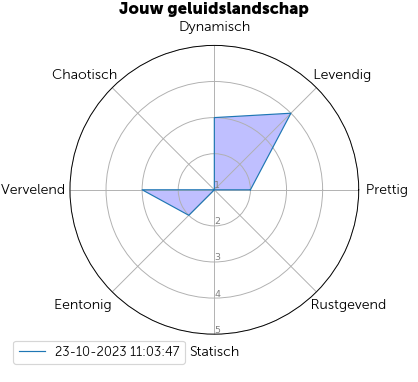 Jouw geluidslandschap
Dynamisch
Chaotisch
Levendig
Vervelend
1
Prettig
2
3
4
Eentonig
Rustgevend
5
23-10-2023 11:03:47
Statisch